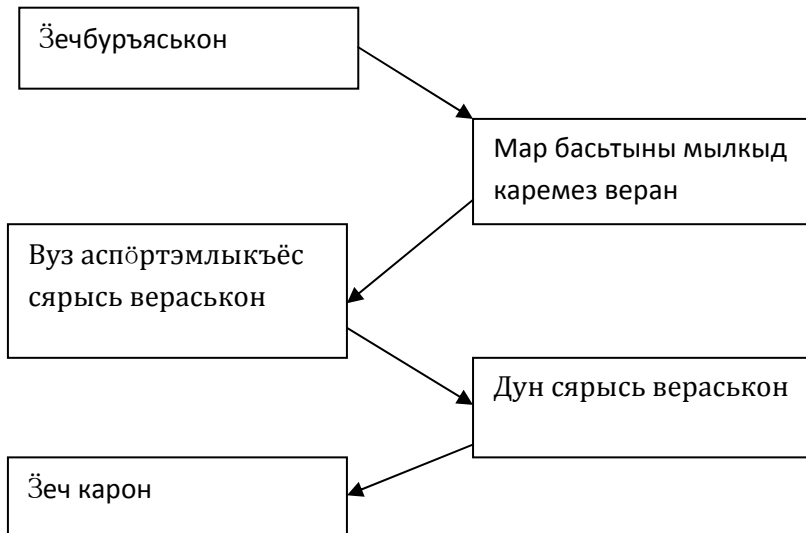 Ӟечбуръяськон
Мар басьтыны мылкыд
каремез веран
Вуз аспӧртэмлыкъёс
сярысь вераськон
Дун сярысь вераськон
Ӟеч карон